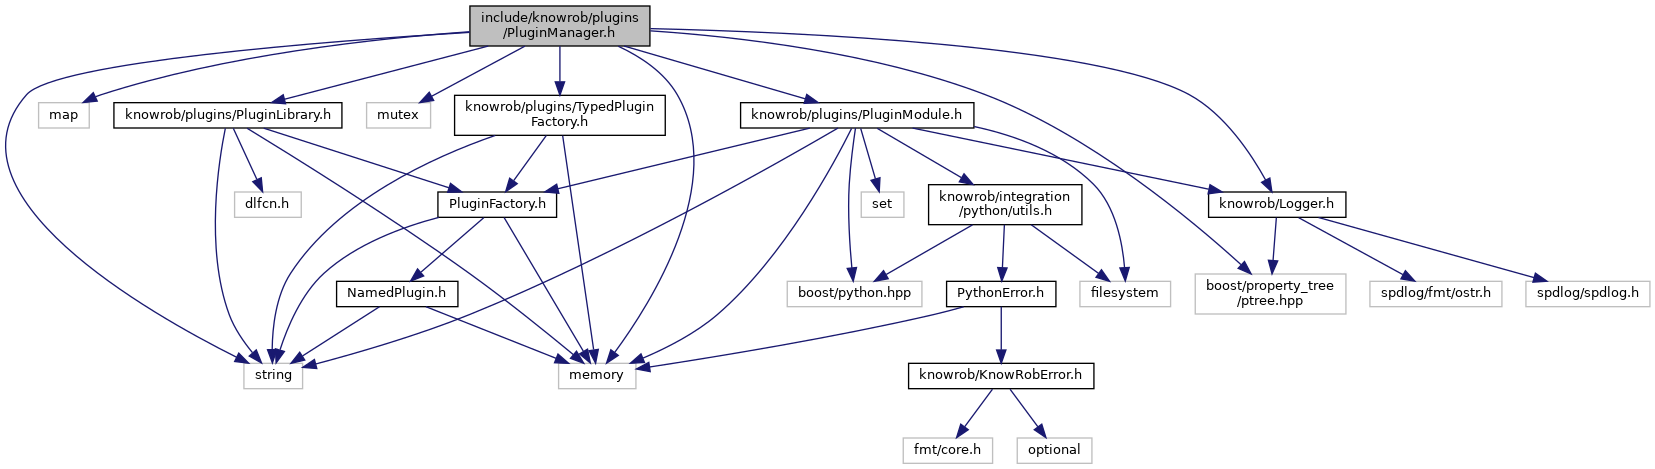 include/knowrob/plugins
/PluginManager.h
map
knowrob/plugins/PluginLibrary.h
mutex
knowrob/plugins/TypedPlugin
Factory.h
knowrob/plugins/PluginModule.h
dlfcn.h
PluginFactory.h
set
knowrob/integration
/python/utils.h
knowrob/Logger.h
NamedPlugin.h
boost/python.hpp
PythonError.h
filesystem
boost/property_tree
/ptree.hpp
spdlog/fmt/ostr.h
spdlog/spdlog.h
string
memory
knowrob/KnowRobError.h
fmt/core.h
optional